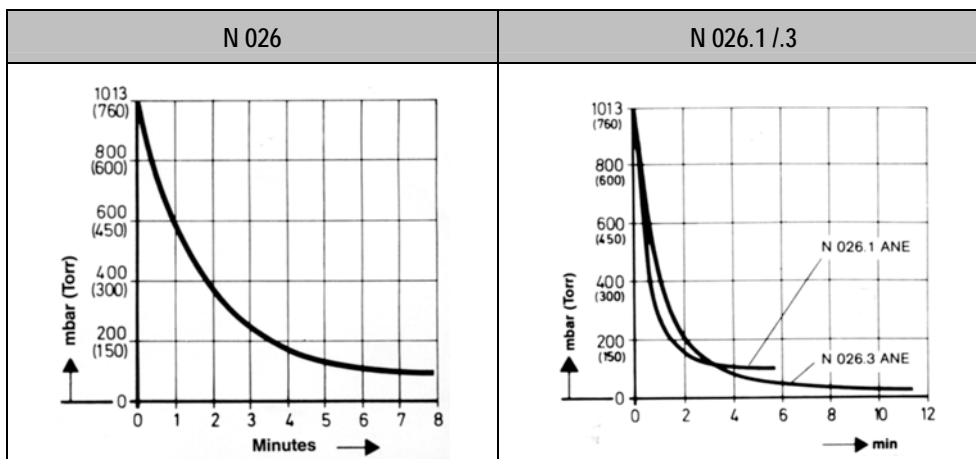 N 026
N 026.1 /.3
1013
(760)
800
(600)
600
(450)
400
(300)
200
(150)
0
mbar (Torr)
0 1 2 3 4 5 6 7 8
Minutes
1013
(760)
800
(600)
600
(450)
400
(300)
200
(150)
0
mbar (Torr)
N 026.1 ANE
N 026.3 ANE
0 2 4 6 8 10 12
min